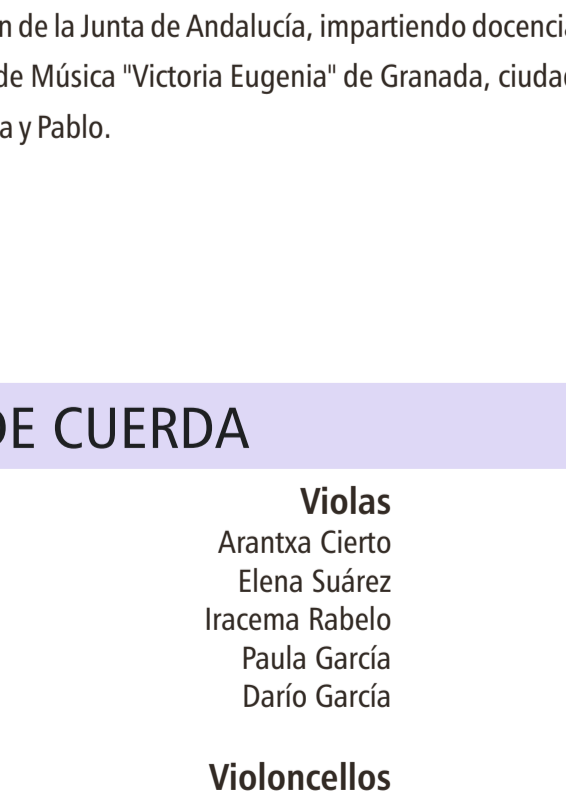 n de la Junta de Andalucía, impartiendo docencia
de Música "Victoria Eugenia" de Granada, ciudad
a y Pablo.
DE CUERDA
Violas
Arantxa Cierto
Elena Suárez
Iracema Rabelo
Paula García
Darío García
Violoncellos